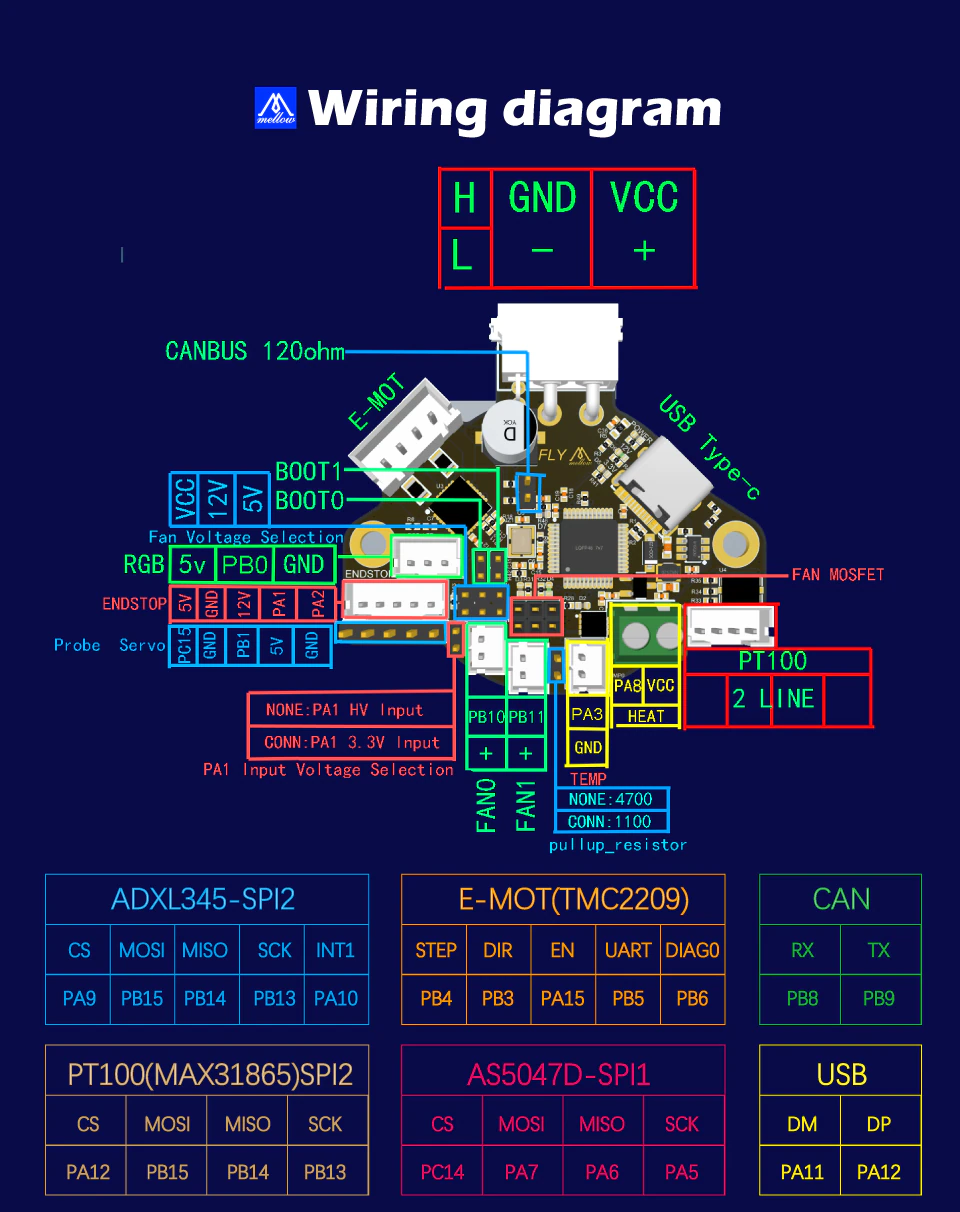 mellow Wiring diagram
H GND VCC
L - +
CANBUS 120ohm
E-MOT
USB Type-c
BOOT1
BOOT0
VCC 12V 5V
Fan Voltage Selection
RGB 5v PB0 GND
FLY mellow
POWER
ENDSTOP
FAN MOSFET
ENDSTOP 5V GND 12V PA1 PA2
Probe Servo PC15 GND PB1 5V GND
PT100
2 LINE
PA8 VCC
HEAT
NONE:PA1 HV Input
CONN:PA1 3.3V Input
PA1 Input Voltage Selection
PB10 PB11
+ +
FAN0 FAN1
PA3
GND
TEMP
NONE:4700
CONN:1100
pullup_resistor
ADXL345-SPI2
CS MOSI MISO SCK INT1
PA9 PB15 PB14 PB13 PA10
E-MOT(TMC2209)
STEP DIR EN UART DIAG0
PB4 PB3 PA15 PB5 PB6
CAN
RX TX
PB8 PB9
PT100(MAX31865)SPI2
CS MOSI MISO SCK
PA12 PB15 PB14 PB13
AS5047D-SPI1
CS MOSI MISO SCK
PC14 PA7 PA6 PA5
USB
DM DP
PA11 PA12